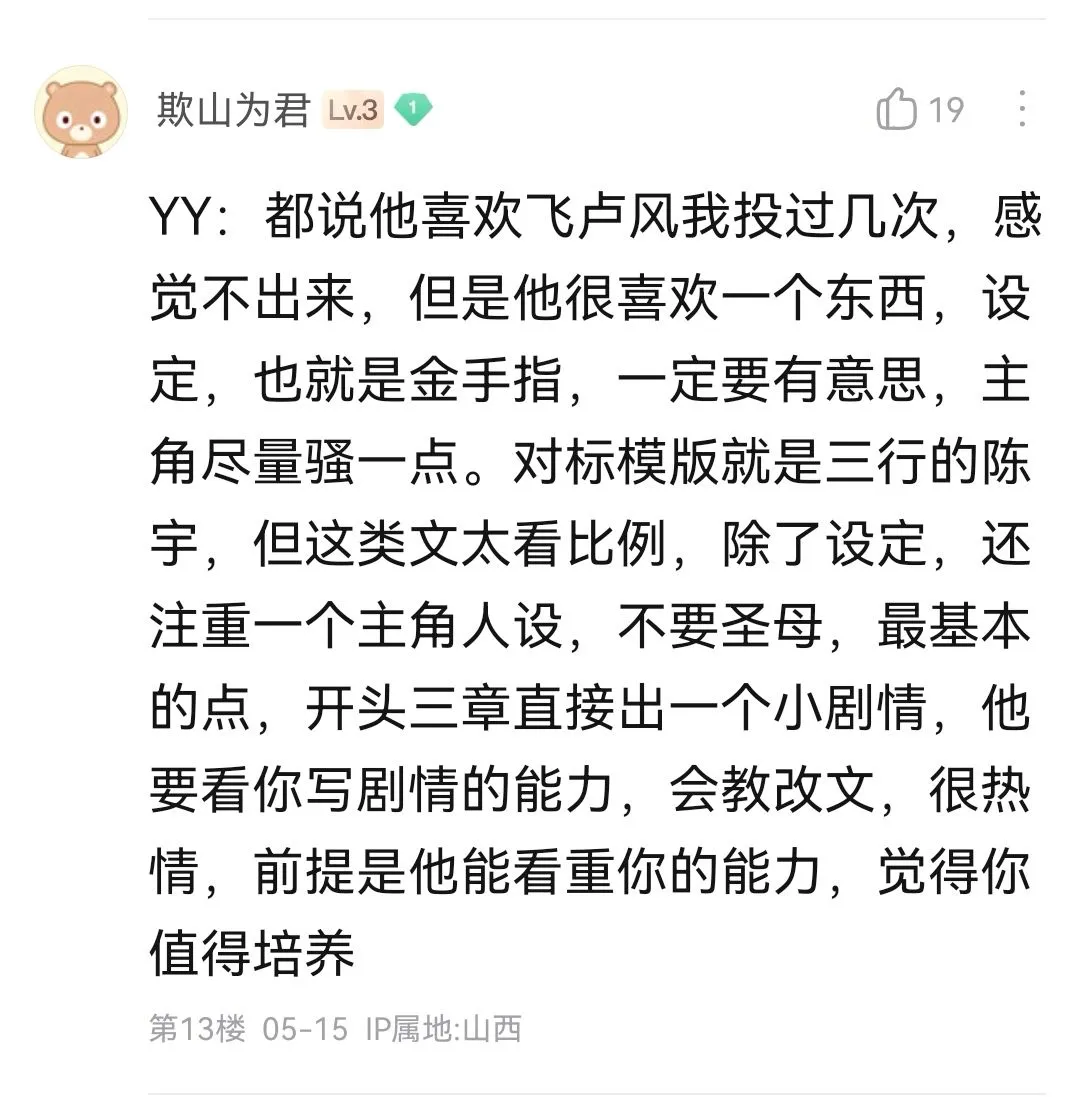 欺山为君 Lv.3 1 19
YY：都说他喜欢飞卢风我投过几次，感
觉不出来，但是他很喜欢一个东西，设
定，也就是金手指，一定要有意思，主
角尽量骚一点。对标模版就是三行的陈
宇，但这类文太看比例，除了设定，还
注重一个主角人设，不要圣母，最基本
的点，开头三章直接出一个小剧情，他
要看你写剧情的能力，会教改文，很热
情，前提是他能看重你的能力，觉得你
值得培养
第13楼 05-15 IP属地:山西